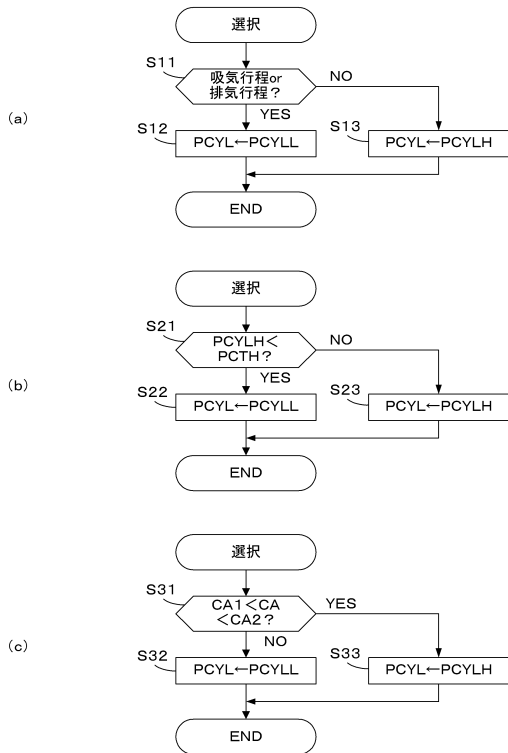 選択
S11
吸気行程or
排気行程？
NO
YES
(a)
S12
PCYL←PCYLL
S13
PCYL←PCYLH
END
選択
S21
PCYLH＜
PCTH？
NO
YES
(b)
S22
PCYL←PCYLL
S23
PCYL←PCYLH
END
選択
S31
CA1＜CA
＜CA2？
YES
NO
(c)
S32
PCYL←PCYLL
S33
PCYL←PCYLH
END